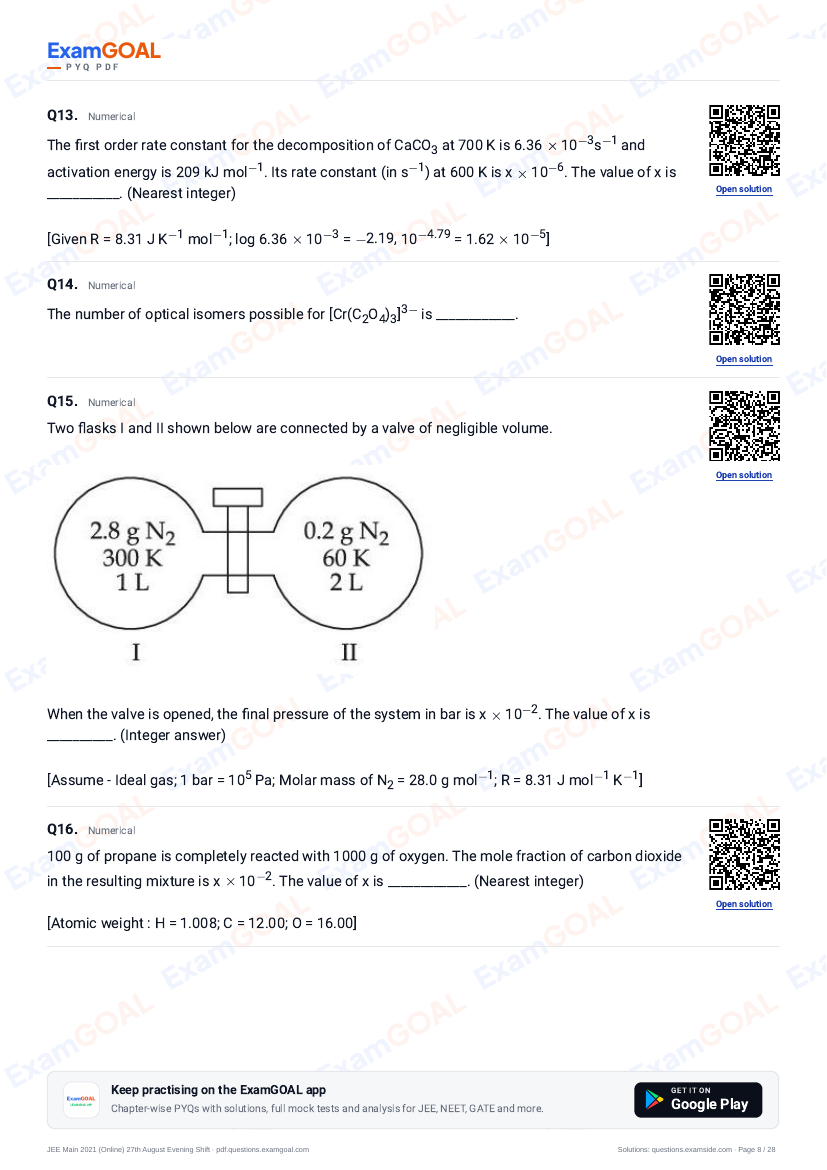 ExamGOAL
PYQ PDF
Q13. Numerical
The first order rate constant for the decomposition of CaCO₃ at 700 K is 6.36 × 10⁻³s⁻¹ and
activation energy is 209 kJ mol⁻¹. Its rate constant (in s⁻¹) at 600 K is x × 10⁻⁶. The value of x is
___________. (Nearest integer)
Open solution
[Given R = 8.31 J K⁻¹ mol⁻¹; log 6.36 × 10⁻³ = −2.19, 10⁻⁴·⁷⁹ = 1.62 × 10⁻⁵]
Q14. Numerical
The number of optical isomers possible for [Cr(C₂O₄)₃]³⁻ is ____________.
Open solution
Q15. Numerical
Two flasks I and II shown below are connected by a valve of negligible volume.
Open solution
2.8 g N₂
300 K
1 L
I
0.2 g N₂
60 K
2 L
II
When the valve is opened, the final pressure of the system in bar is x × 10⁻². The value of x is
__________. (Integer answer)
[Assume - Ideal gas; 1 bar = 10⁵ Pa; Molar mass of N₂ = 28.0 g mol⁻¹; R = 8.31 J mol⁻¹ K⁻¹]
Q16. Numerical
100 g of propane is completely reacted with 1000 g of oxygen. The mole fraction of carbon dioxide
in the resulting mixture is x × 10⁻². The value of x is ____________. (Nearest integer)
Open solution
[Atomic weight : H = 1.008; C = 12.00; O = 16.00]
ExamGOAL
Keep practising on the ExamGOAL app
Chapter-wise PYQs with solutions, full mock tests and analysis for JEE, NEET, GATE and more.
GET IT ON
Google Play
JEE Main 2021 (Online) 27th August Evening Shift · pdf.questions.examgoal.com
Solutions: questions.examside.com · Page 8 / 28